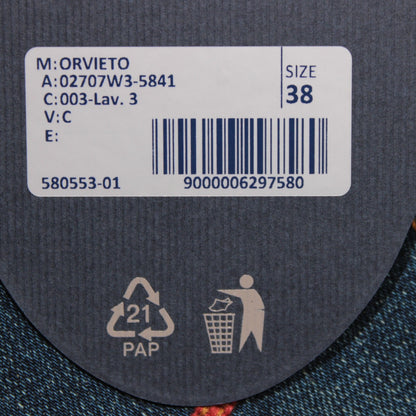 M:ORVIETO
A:02707W3-5841
C:003-Lav. 3
V:C
E:
SIZE
38
580553-01
9000006297580
21
PAP